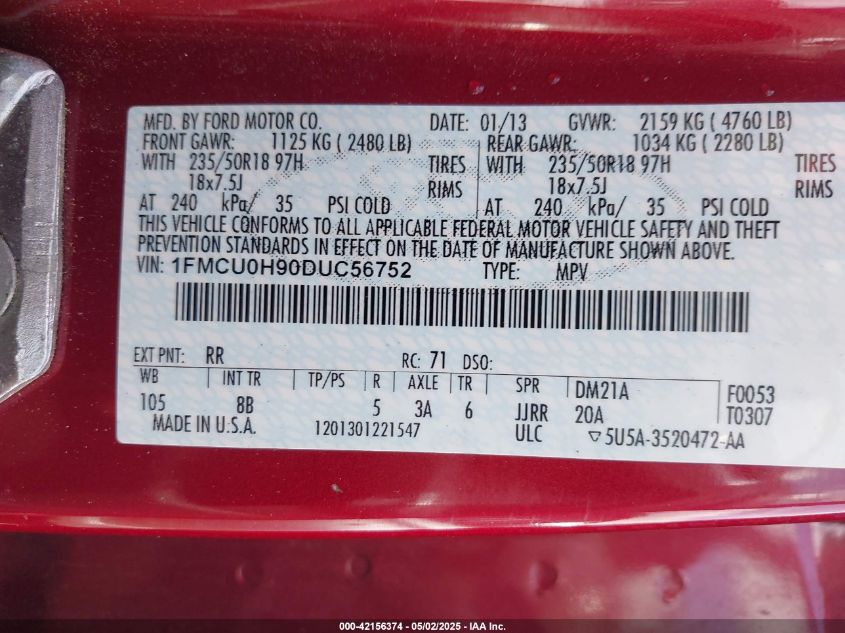 MFD. BY FORD MOTOR CO. DATE: 01/13 GVWR: 2159 KG ( 4760 LB)
FRONT GAWR: 1125 KG ( 2480 LB) REAR GAWR: 1034 KG ( 2280 LB)
WITH 235/50R18 97H TIRES WITH 235/50R18 97H TIRES
18x7.5J RIMS 18x7.5J RIMS
AT 240 kPa/ 35 PSI COLD AT 240 kPa/ 35 PSI COLD
THIS VEHICLE CONFORMS TO ALL APPLICABLE FEDERAL MOTOR VEHICLE SAFETY AND THEFT
PREVENTION STANDARDS IN EFFECT ON THE DATE OF MANUFACTURE SHOWN ABOVE.
VIN: 1FMCU0H90DUC56752 TYPE: MPV
EXT PNT: RR RC: 71 DSO:
WB INT TR TP/PS R AXLE TR SPR DM21A F0053
105 8B 5 3A 6 JJRR 20A T0307
MADE IN U.S.A. 1201301221547 ULC ▽5U5A-3520472-AA
000-42156374 - 05/02/2025 - IAA Inc.